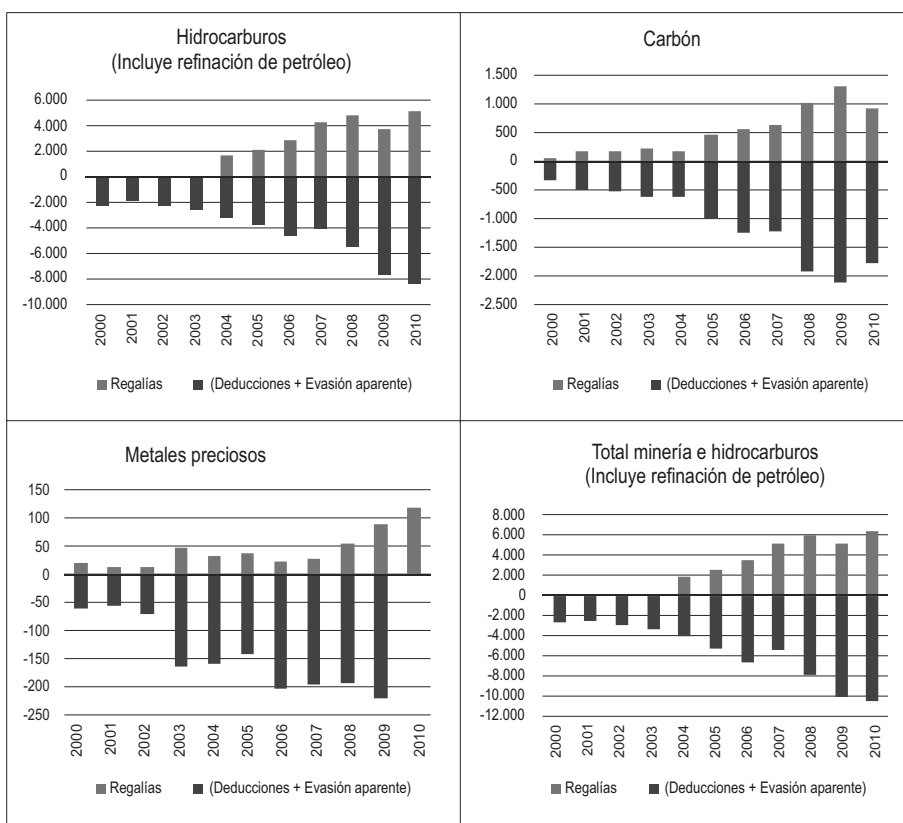 Hidrocarburos
(Incluye refinación de petróleo)
6.000
4.000
2.000
0
-2.000
-4.000
-6.000
-8.000
-10.000
2000 2001 2002 2003 2004 2005 2006 2007 2008 2009 2010
Regalías (Deducciones + Evasión aparente)
Carbón
1.500
1.000
500
0
-500
-1.000
-1.500
-2.000
-2.500
2000 2001 2002 2003 2004 2005 2006 2007 2008 2009 2010
Regalías (Deducciones + Evasión aparente)
Metales preciosos
150
100
50
0
-50
-100
-150
-200
-250
2000 2001 2002 2003 2004 2005 2006 2007 2008 2009 2010
Regalías (Deducciones + Evasión aparente)
Total minería e hidrocarburos
(Incluye refinación de petróleo)
8.000
6.000
4.000
2.000
0
-2.000
-4.000
-6.000
-8.000
-10.000
-12.000
2000 2001 2002 2003 2004 2005 2006 2007 2008 2009 2010
Regalías (Deducciones + Evasión aparente)